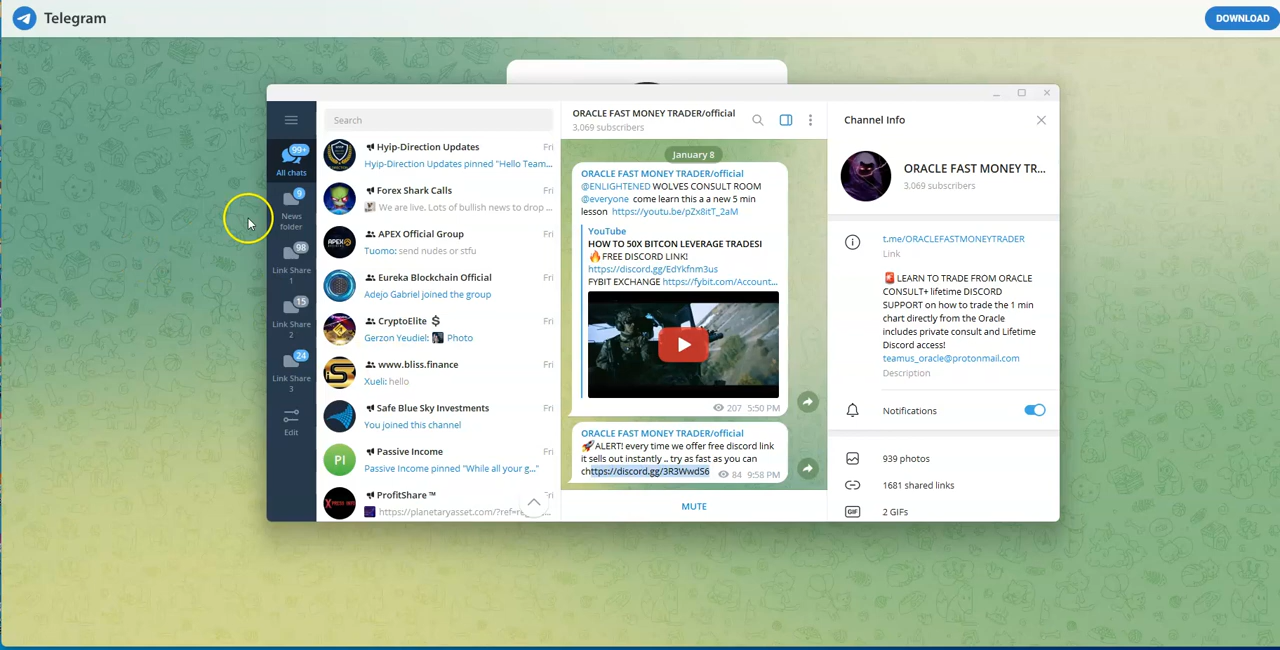 Telegram
DOWNLOAD
Search
99+
All chats
9
News
folder
98
Link Share
1
15
Link Share
2
24
Link Share
3
Edit
Hyip-Direction Updates Fri
Hyip-Direction Updates pinned "Hello Team...
Forex Shark Calls Fri
We are live. Lots of bullish news to drop ...
APEX Official Group Fri
Tuomo: send nudes or stfu
Eureka Blockchain Official Fri
Adejo Gabriel joined the group
CryptoElite Fri
Gerzon Yeudiel: Photo
www.bliss.finance Fri
Xueli: hello
Safe Blue Sky Investments Fri
You joined this channel
PI
Passive Income Fri
Passive Income pinned "While all your g..."
ProfitShare ™ Fri
ORACLE FAST MONEY TRADER/official
3,069 subscribers
January 8
ORACLE FAST MONEY TRADER/official
@ENLIGHTENED WOLVES CONSULT ROOM
@everyone come learn this a a new 5 min
lesson https://youtu.be/pZx8itT_2aM
YouTube
HOW TO 50X BITCON LEVERAGE TRADES!
🔥FREE DISCORD LINK!
https://discord.gg/EdYkfnm3us
FYBIT EXCHANGE https://fybit.com/Account...
207 5:50 PM
ORACLE FAST MONEY TRADER/official
🚀ALERT! every time we offer free discord link
it sells out instantly .. try as fast as you can
chttps://discord.gg/3R3WwdS6 84 9:58 PM
MUTE
Channel Info
ORACLE FAST MONEY TR...
3,069 subscribers
t.me/ORACLEFASTMONEYTRADER
Link
🚨LEARN TO TRADE FROM ORACLE
CONSULT+ lifetime DISCORD
SUPPORT on how to trade the 1 min
chart directly from the Oracle
includes private consult and Lifetime
Discord access!
teamus_oracle@protonmail.com
Description
Notifications
939 photos
1681 shared links
GIF 2 GIFs